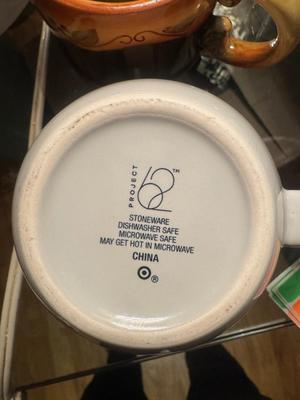 PROJECT 62™
STONEWARE
DISHWASHER SAFE
MICROWAVE SAFE
MAY GET HOT IN MICROWAVE
CHINA
®